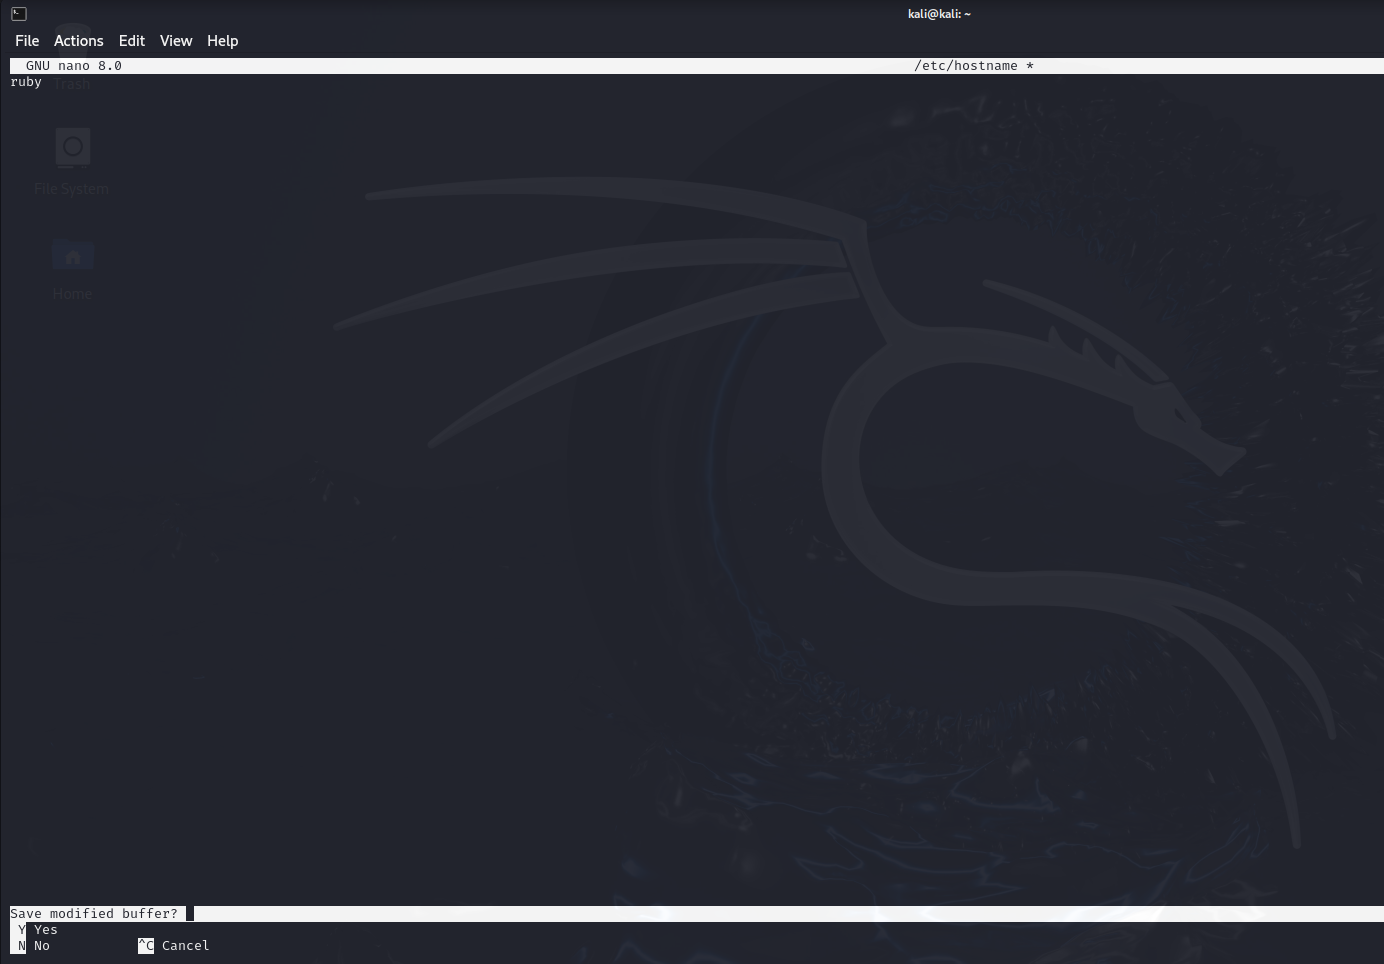 kali@kali: ~
File Actions Edit View Help
GNU nano 8.0 /etc/hostname *
ruby
Trash
File System
Home
Save modified buffer?
Y Yes
N No ^C Cancel